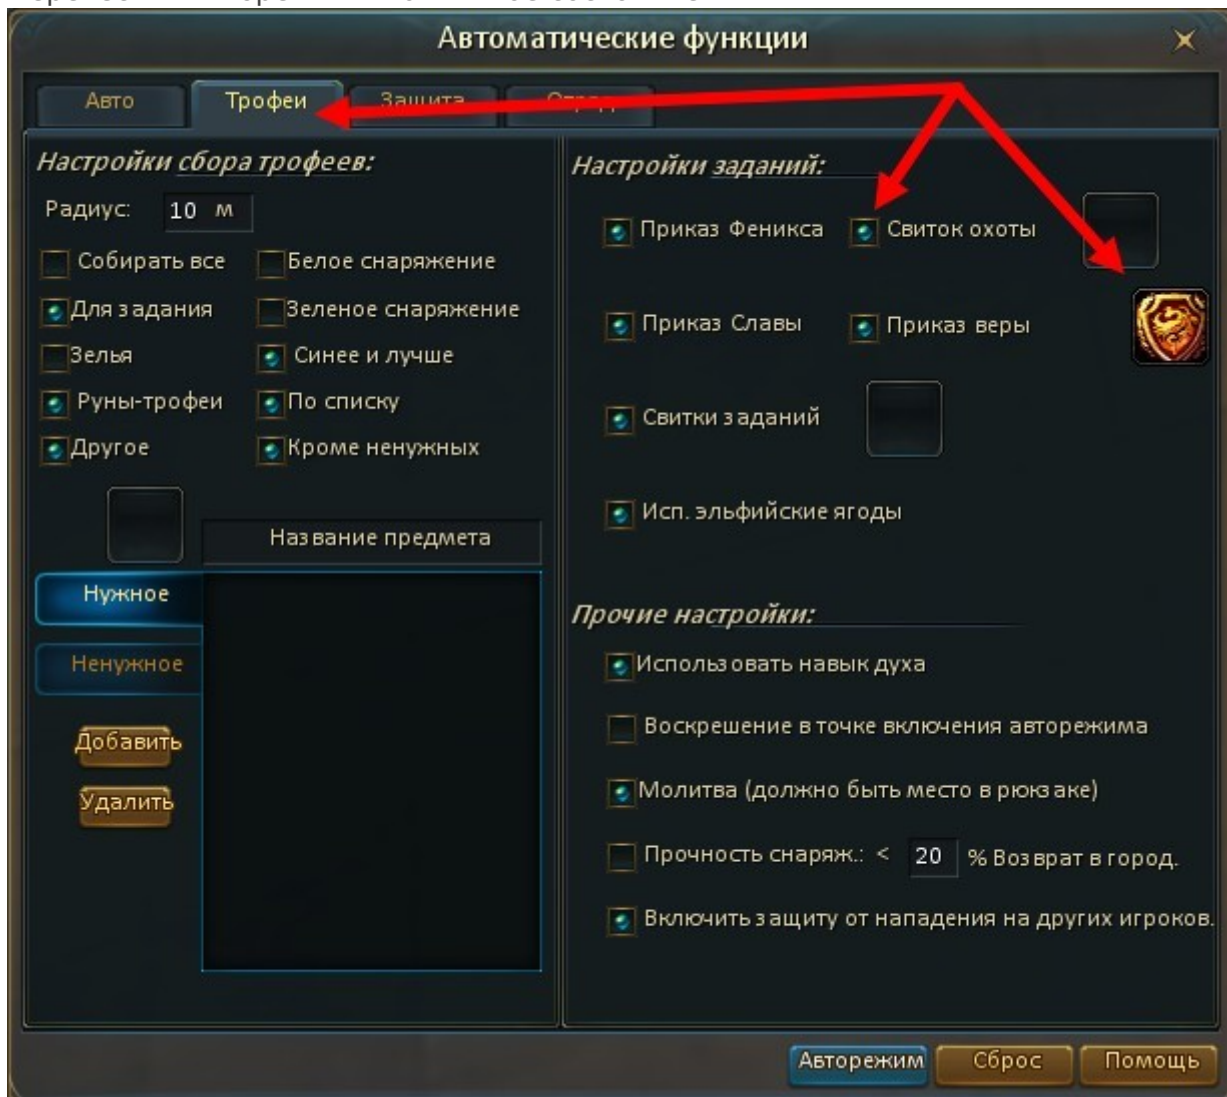 Автоматические функции
Авто
Трофеи
Защита
Настройки сбора трофеев:
Радиус: 10 м
Собирать все
Белое снаряжение
Для задания
Зеленое снаряжение
Зелья
Синее и лучше
Руны-трофеи
По списку
Другое
Кроме ненужных
Название предмета
Нужное
Ненужное
Добавить
Удалить
Настройки заданий:
Приказ Феникса
Свиток охоты
Приказ Славы
Приказ веры
Свитки заданий
Исп. эльфийские ягоды
Прочие настройки:
Использовать навык духа
Воскрешение в точке включения авторежима
Молитва (должно быть место в рюкзаке)
Прочность снаряж.: < 20 % Возврат в город.
Включить защиту от нападения на других игроков.
Авторежим
Сброс
Помощь